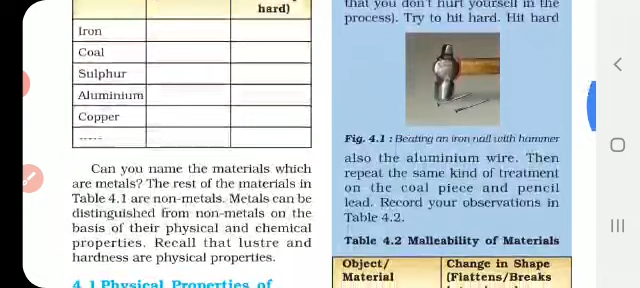 hard)
Iron
Coal
Sulphur
Aluminium
Copper
-----
Can you name the materials which
are metals? The rest of the materials in
Table 4.1 are non-metals. Metals can be
distinguished from non-metals on the
basis of their physical and chemical
properties. Recall that lustre and
hardness are physical properties.
4.1 Physical Properties of
that you don't hurt yourself in the
process). Try to hit hard. Hit hard
Fig. 4.1 : Beating an iron nail with hammer
also the aluminium wire. Then
repeat the same kind of treatment
on the coal piece and pencil
lead. Record your observations in
Table 4.2.
Table 4.2 Malleability of Materials
Object/
Material
Change in Shape
(Flattens/Breaks